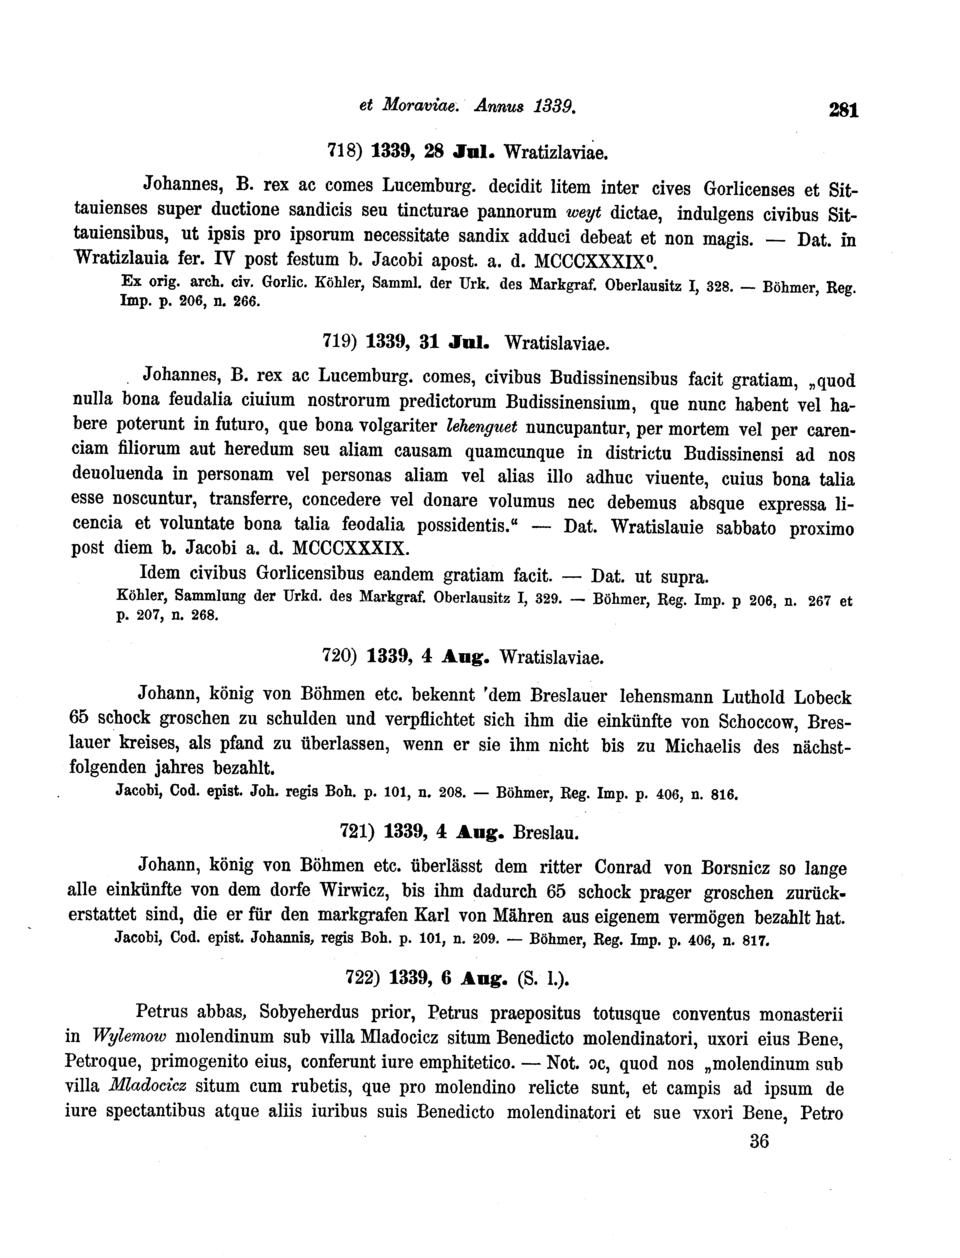 et Moraviae. Annus 1339.
281
718) 1339, 28 Jul. Wratizlaviae.
Johannes, B. rex ac comes Lucemburg. decidit litem inter cives Gorlicenses et Sit-
tauienses super ductione sandicis seu tincturae pannorum weyt dictae, indulgens civibus Sit-
tauiensibus, ut ipsis pro ipsorum necessitate sandix adduci debeat et non magis. — Dat. in
Wratizlauia fer. IV post festum b. Jacobi apost. a. d. MCCCXXXIX⁰.
Ex orig. arch. civ. Gorlic. Köhler, Samml. der Urk. des Markgraf. Oberlausitz I, 328. — Böhmer, Reg.
Imp. p. 206, n. 266.
719) 1339, 31 Jul. Wratislaviae.
Johannes, B. rex ac Lucemburg. comes, civibus Budissinensibus facit gratiam, „quod
nulla bona feudalia ciuium nostrorum predictorum Budissinensium, que nunc habent vel ha-
bere poterunt in futuro, que bona volgariter lehenguet nuncupantur, per mortem vel per caren-
ciam filiorum aut heredum seu aliam causam quamcunque in districtu Budissinensi ad nos
deuoluenda in personam vel personas aliam vel alias illo adhuc viuente, cuius bona talia
esse noscuntur, transferre, concedere vel donare volumus nec debemus absque expressa li-
cencia et voluntate bona talia feodalia possidentis.“ — Dat. Wratislauie sabbato proximo
post diem b. Jacobi a. d. MCCCXXXIX.
Idem civibus Gorlicensibus eandem gratiam facit. — Dat. ut supra.
Köhler, Sammlung der Urkd. des Markgraf. Oberlausitz I, 329. — Böhmer, Reg. Imp. p 206, n. 267 et
p. 207, n. 268.
720) 1339, 4 Aug. Wratislaviae.
Johann, könig von Böhmen etc. bekennt 'dem Breslauer lehensmann Luthold Lobeck
65 schock groschen zu schulden und verpflichtet sich ihm die einkünfte von Schoccow, Bres-
lauer kreises, als pfand zu überlassen, wenn er sie ihm nicht bis zu Michaelis des nächst-
folgenden jahres bezahlt.
Jacobi, Cod. epist. Joh. regis Boh. p. 101, n. 208. — Böhmer, Reg. Imp. p. 406, n. 816.
721) 1339, 4 Aug. Breslau.
Johann, könig von Böhmen etc. überlässt dem ritter Conrad von Borsnicz so lange
alle einkünfte von dem dorfe Wirwicz, bis ihm dadurch 65 schock prager groschen zurück-
erstattet sind, die er für den markgrafen Karl von Mähren aus eigenem vermögen bezahlt hat.
Jacobi, Cod. epist. Johannis, regis Boh. p. 101, n. 209. — Böhmer, Reg. Imp. p. 406, n. 817.
722) 1339, 6 Aug. (S. l.).
Petrus abbas, Sobyeherdus prior, Petrus praepositus totusque conventus monasterii
in Wylemow molendinum sub villa Mladocicz situm Benedicto molendinatori, uxori eius Bene,
Petroque, primogenito eius, conferunt iure emphitetico. — Not. ɔc, quod nos „molendinum sub
villa Mladocicz situm cum rubetis, que pro molendino relicte sunt, et campis ad ipsum de
iure spectantibus atque aliis iuribus suis Benedicto molendinatori et sue vxori Bene, Petro
36